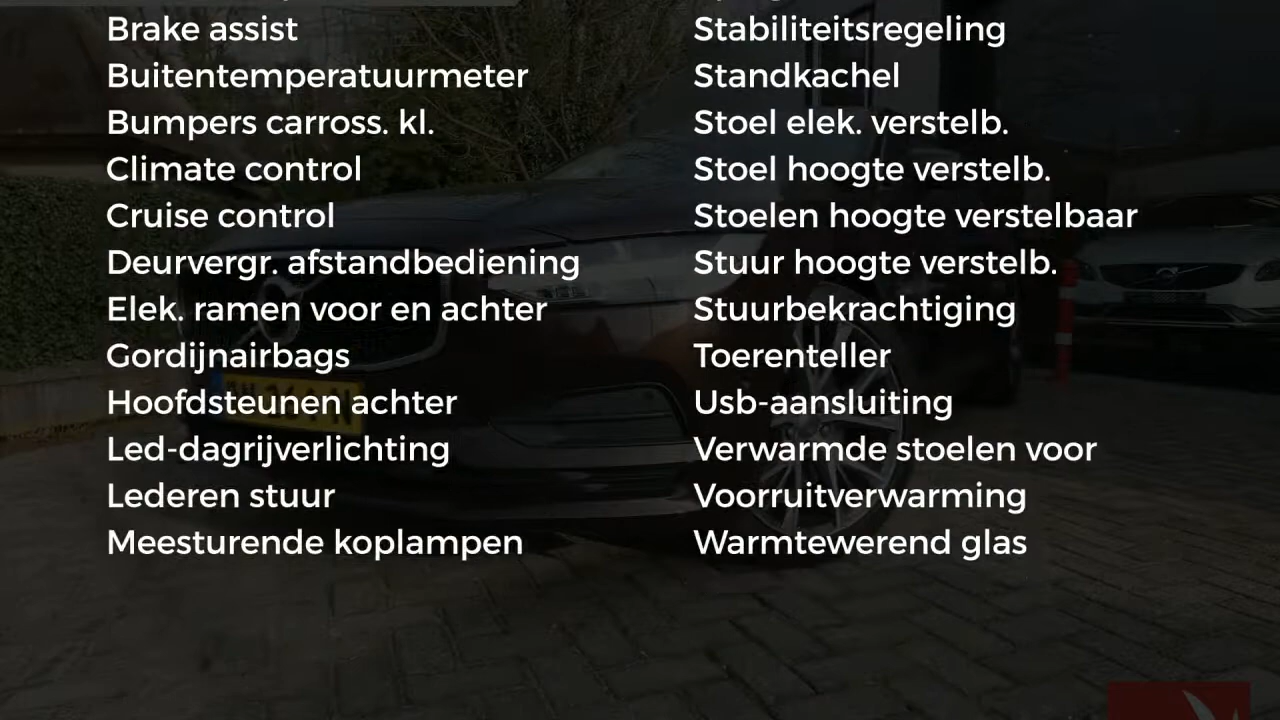 Brake assist
Buitentemperatuurmeter
Bumpers carross. kl.
Climate control
Cruise control
Deurvergr. afstandbediening
Elek. ramen voor en achter
Gordijnairbags
Hoofdsteunen achter
Led-dagrijverlichting
Lederen stuur
Meesturende koplampen
Stabiliteitsregeling
Standkachel
Stoel elek. verstelb.
Stoel hoogte verstelb.
Stoelen hoogte verstelbaar
Stuur hoogte verstelb.
Stuurbekrachtiging
Toerenteller
Usb-aansluiting
Verwarmde stoelen voor
Voorruitverwarming
Warmtewerend glas